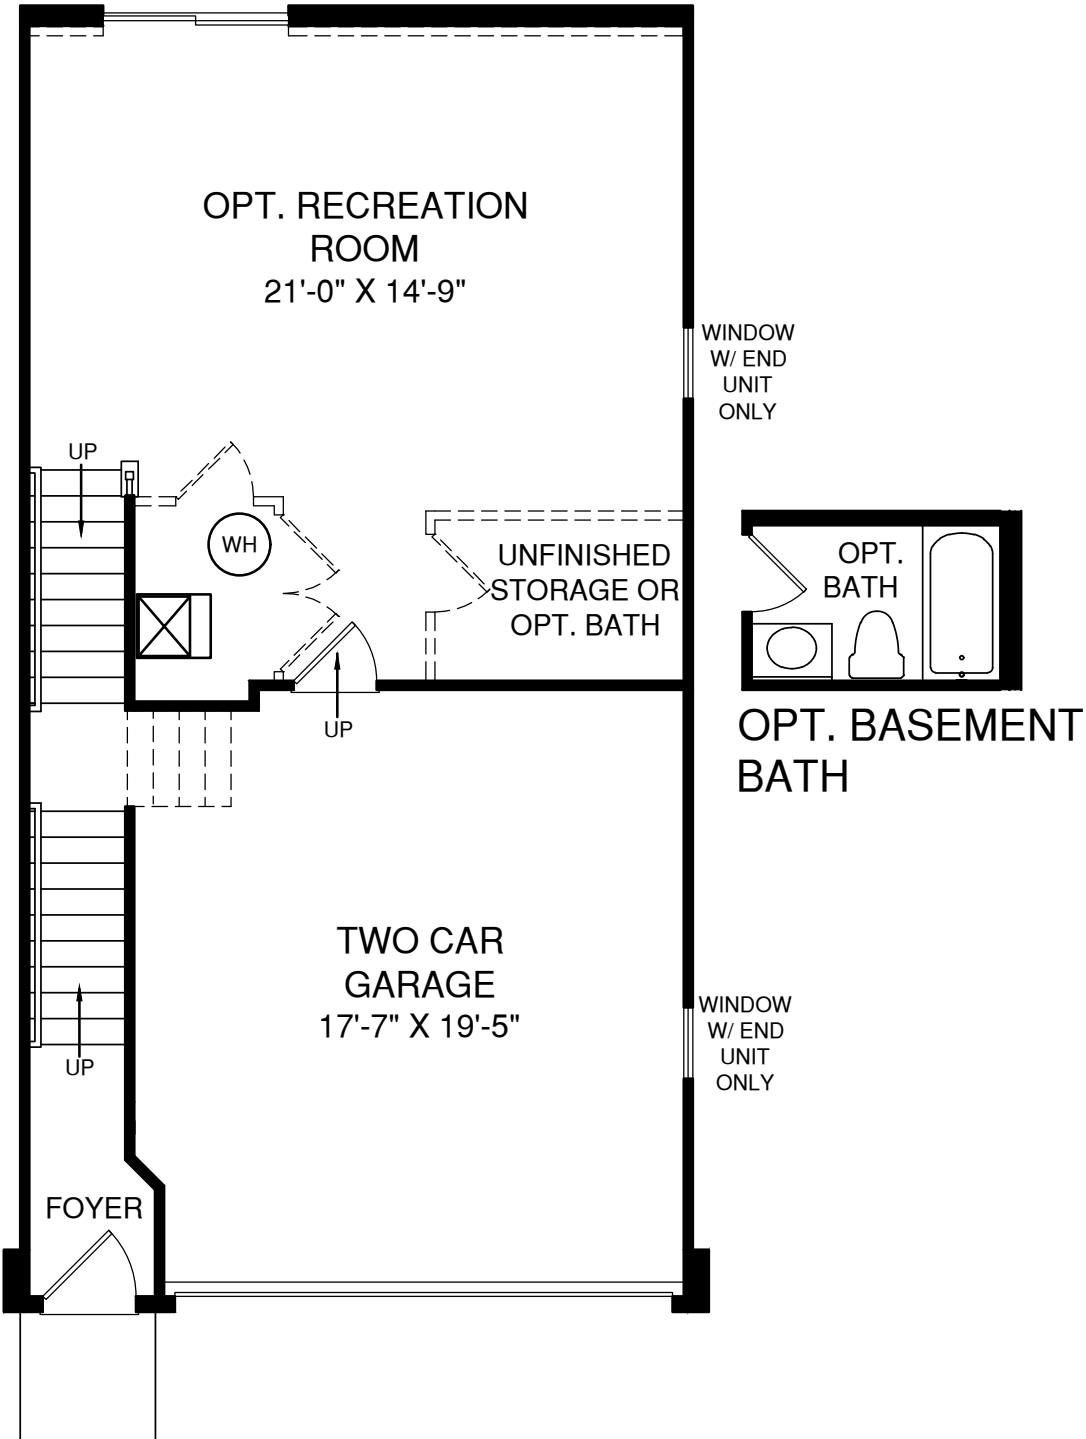 OPT. RECREATION
ROOM
21'-0" X 14'-9"
WINDOW
W/ END
UNIT
ONLY
UP
WH
UNFINISHED
STORAGE OR
OPT. BATH
OPT.
BATH
UP
OPT. BASEMENT
BATH
TWO CAR
GARAGE
17'-7" X 19'-5"
WINDOW
W/ END
UNIT
ONLY
UP
FOYER